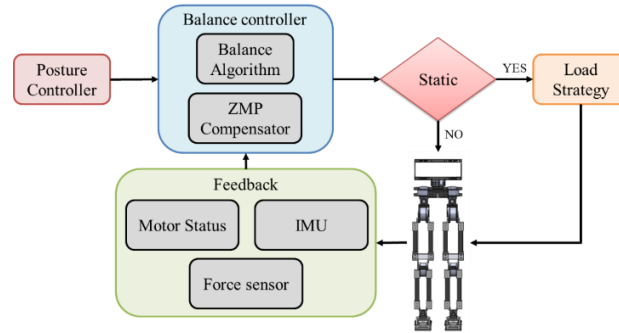 Balance controller
Balance
Algorithm
Posture
Controller
ZMP
Compensator
Static
YES
Load
Strategy
NO
Feedback
Motor Status
IMU
Force sensor